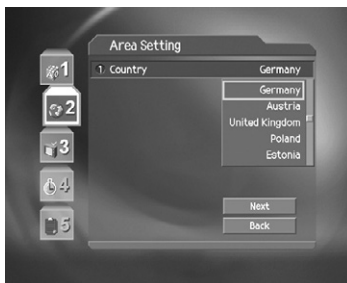 Area Setting
1
① Country Germany
2
Germany
Austria
United Kingdom
3
Poland
Estonia
4
Next
5
Back